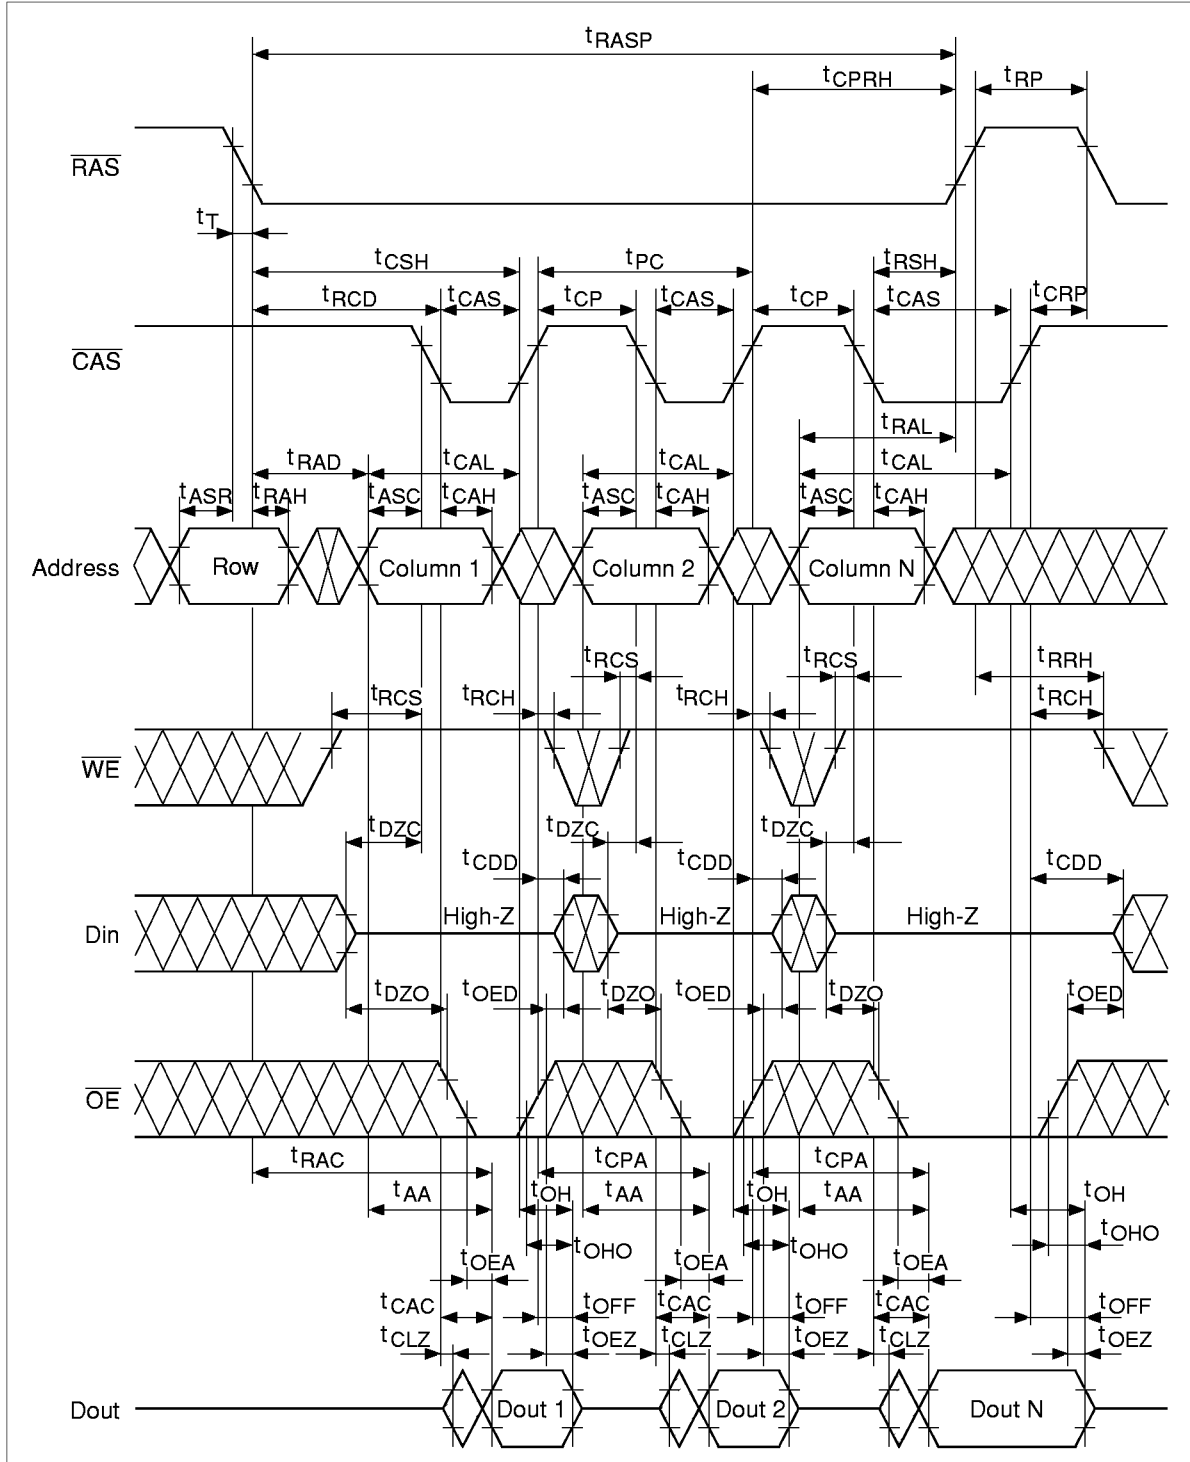 tRASP
tCPRH tRP
RAS
tT
tCSH tPC tRSH
tRCD tCAS tCP tCAS tCP tCAS tCRP
CAS
tRAL
tRAD tCAL tCAL tCAL
tASR tRAH tASC tCAH tASC tCAH tASC tCAH
Address Row Column 1 Column 2 Column N
tRCS tRCS tRRH
tRCS tRCH tRCH tRCH
WE
tDZC tDZC tDZC
tCDD tCDD tCDD
High-Z High-Z High-Z
Din
tDZO tOED tDZO tOED tDZO tOED
OE
tRAC tCPA tCPA
tAA tOH tAA tOH tAA tOH
tOHO tOHO tOHO
tOEA tOEA tOEA
tCAC tOFF tCAC tOFF tCAC tOFF
tCLZ tOEZ tCLZ tOEZ tCLZ tOEZ
Dout Dout 1 Dout 2 Dout N